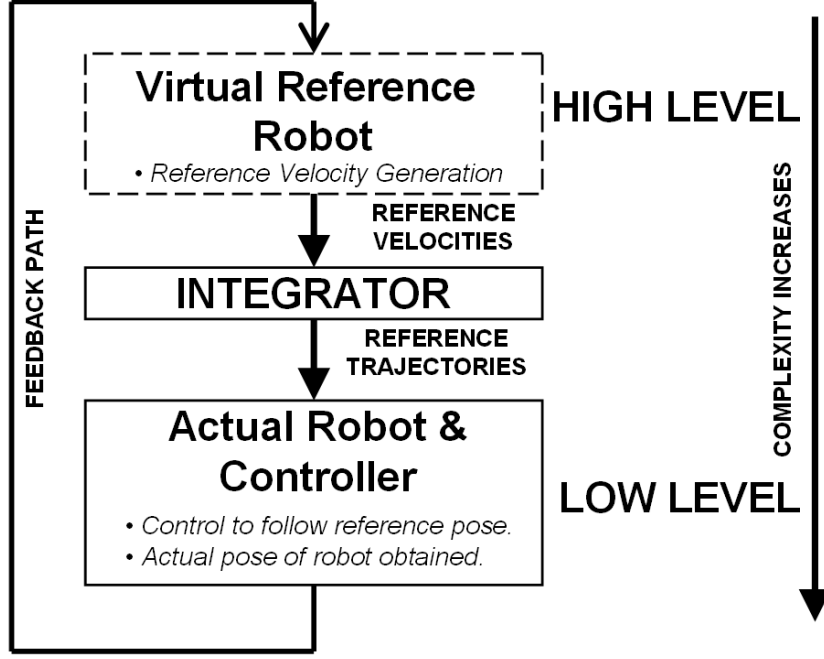 Virtual Reference
Robot
• Reference Velocity Generation
HIGH LEVEL
REFERENCE
VELOCITIES
INTEGRATOR
REFERENCE
TRAJECTORIES
Actual Robot &
Controller
• Control to follow reference pose.
• Actual pose of robot obtained.
LOW LEVEL
FEEDBACK PATH
COMPLEXITY INCREASES